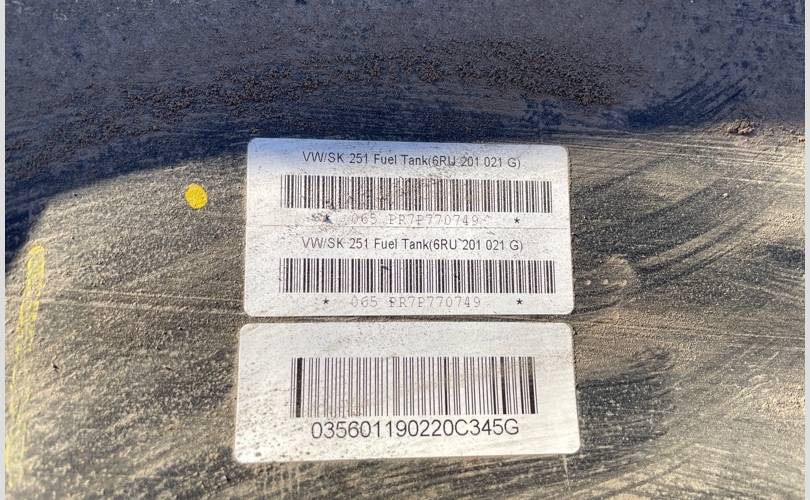 VW/SK 251 Fuel Tank(6RU 201 021 G)
* 065 PR7P770749 *
VW/SK 251 Fuel Tank(6RU 201 021 G)
* 065 PR7P770749 *
035601190220C345G